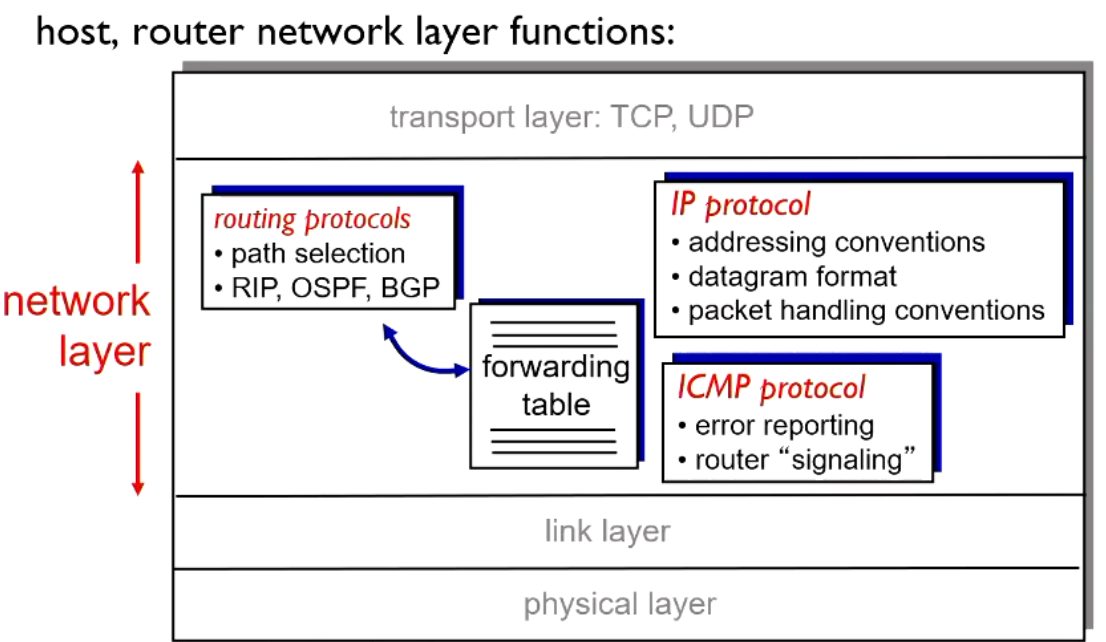 host, router network layer functions:
transport layer: TCP, UDP
network
layer
routing protocols
• path selection
• RIP, OSPF, BGP
forwarding
table
IP protocol
• addressing conventions
• datagram format
• packet handling conventions
ICMP protocol
• error reporting
• router “signaling”
link layer
physical layer